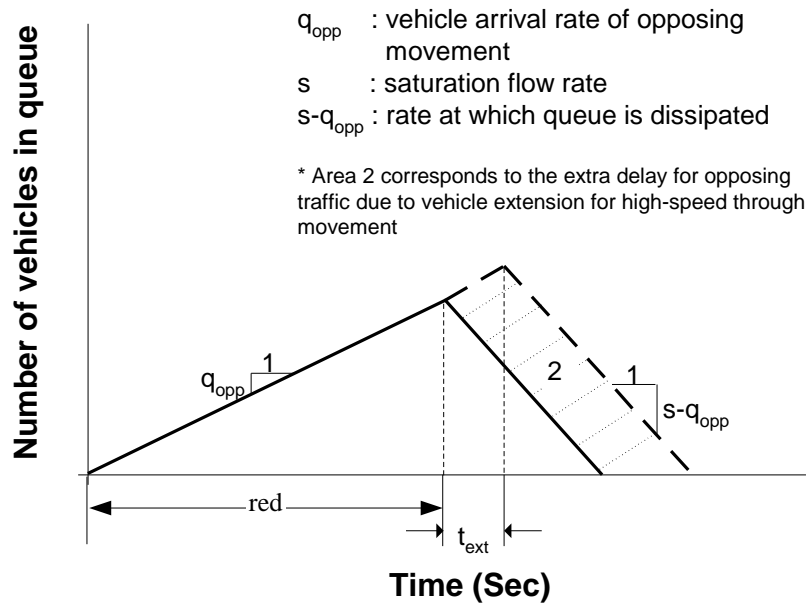 q_opp : vehicle arrival rate of opposing
movement
s : saturation flow rate
s-q_opp : rate at which queue is dissipated
* Area 2 corresponds to the extra delay for opposing
traffic due to vehicle extension for high-speed through
movement
Number of vehicles in queue
1
q_opp
2
1
s-q_opp
red
t_ext
Time (Sec)